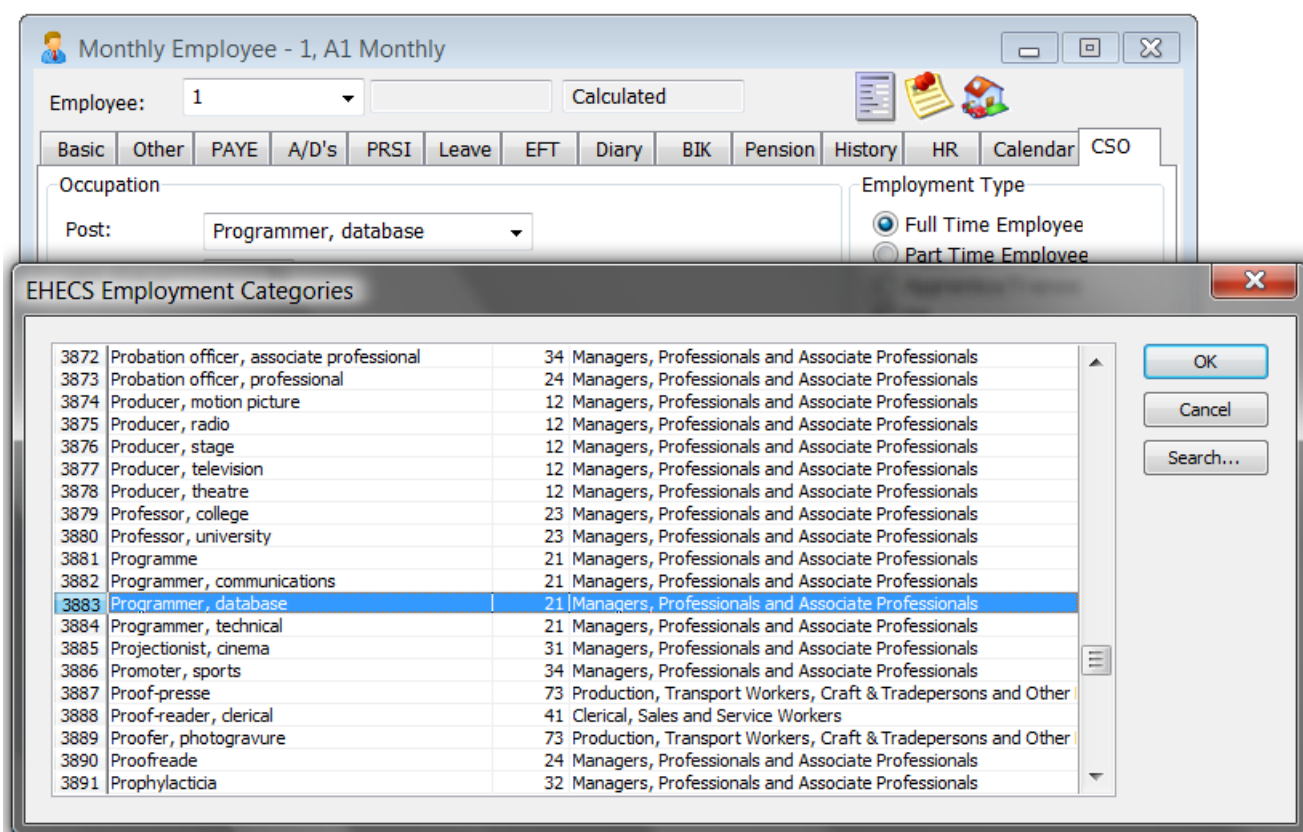 Monthly Employee - 1, A1 Monthly
Employee: 1 Calculated
Basic Other PAYE A/D's PRSI Leave EFT Diary BIK Pension History HR Calendar CSO
Occupation Employment Type
Post: Programmer, database Full Time Employee
Part Time Employee
EHECS Employment Categories
3872 Probation officer, associate professional 34 Managers, Professionals and Associate Professionals
3873 Probation officer, professional 24 Managers, Professionals and Associate Professionals
3874 Producer, motion picture 12 Managers, Professionals and Associate Professionals
3875 Producer, radio 12 Managers, Professionals and Associate Professionals
3876 Producer, stage 12 Managers, Professionals and Associate Professionals
3877 Producer, television 12 Managers, Professionals and Associate Professionals
3878 Producer, theatre 12 Managers, Professionals and Associate Professionals
3879 Professor, college 23 Managers, Professionals and Associate Professionals
3880 Professor, university 23 Managers, Professionals and Associate Professionals
3881 Programme 21 Managers, Professionals and Associate Professionals
3882 Programmer, communications 21 Managers, Professionals and Associate Professionals
3883 Programmer, database 21 Managers, Professionals and Associate Professionals
3884 Programmer, technical 21 Managers, Professionals and Associate Professionals
3885 Projectionist, cinema 31 Managers, Professionals and Associate Professionals
3886 Promoter, sports 34 Managers, Professionals and Associate Professionals
3887 Proof-presse 73 Production, Transport Workers, Craft & Tradepersons and Other
3888 Proof-reader, clerical 41 Clerical, Sales and Service Workers
3889 Proofer, photogravure 73 Production, Transport Workers, Craft & Tradepersons and Other
3890 Proofreade 24 Managers, Professionals and Associate Professionals
3891 Prophylacticia 32 Managers, Professionals and Associate Professionals
OK
Cancel
Search...